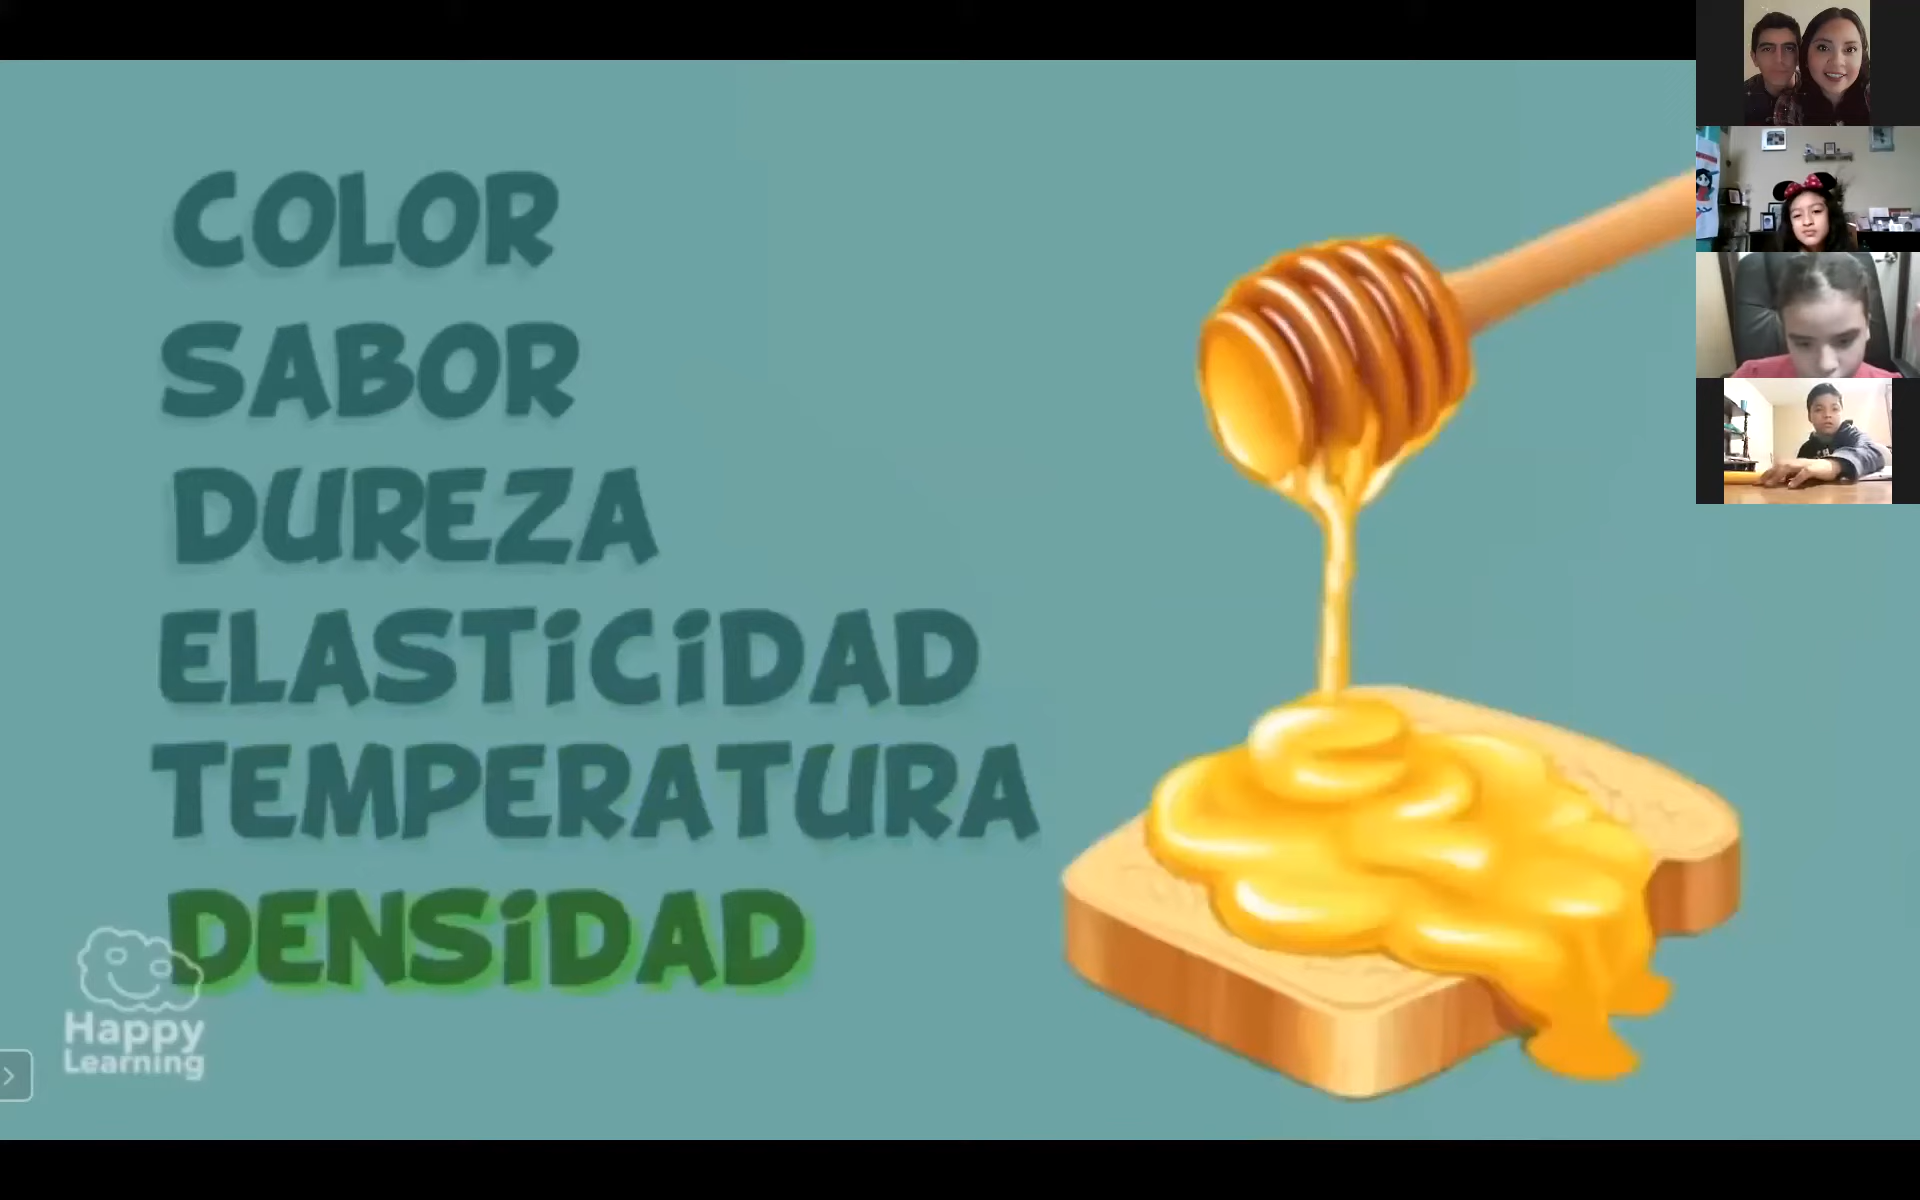 COLOR
SABOR
DUREZA
ELASTiCiDAD
TEMPERATURA
DENSiDAD
Happy
Learning